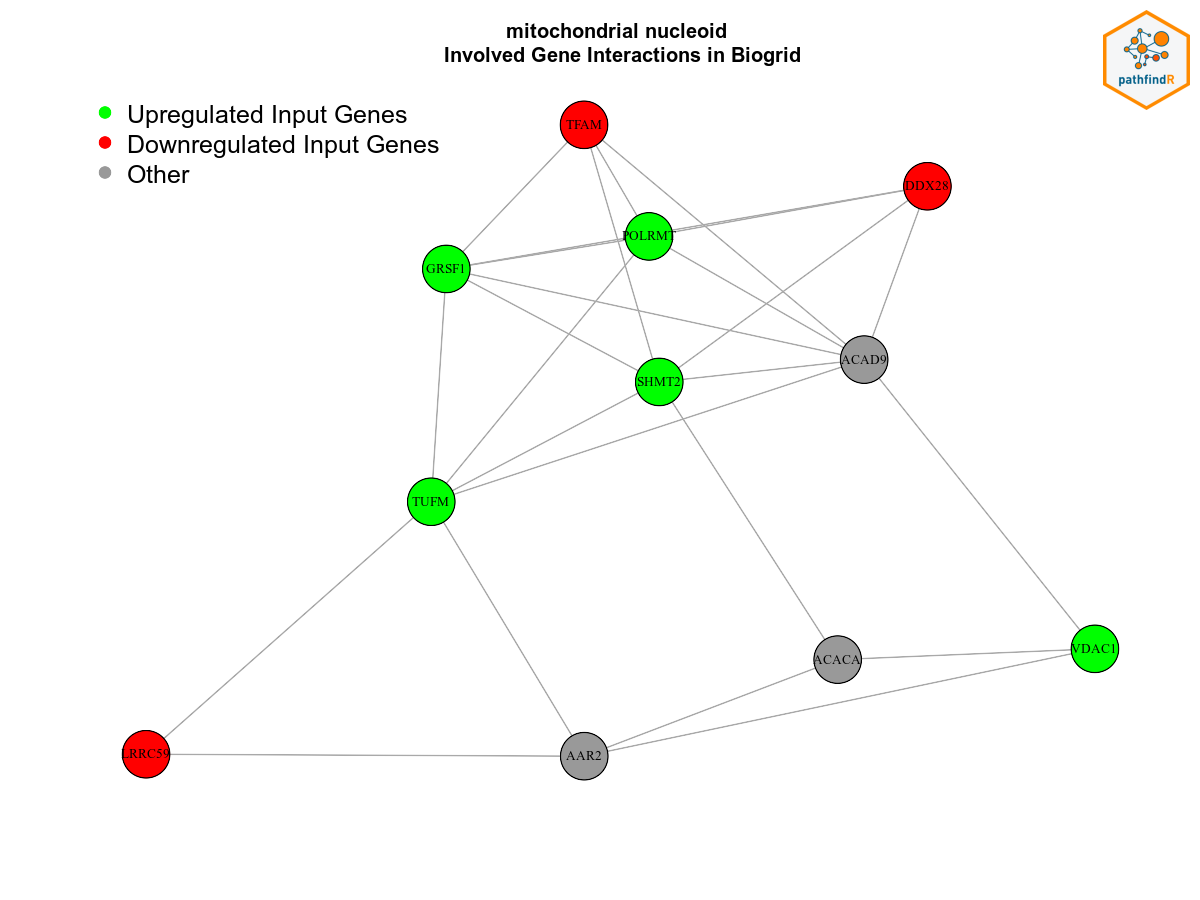 mitochondrial nucleoid
Involved Gene Interactions in Biogrid
pathfindR
Upregulated Input Genes
Downregulated Input Genes
Other
TFAM
DDX28
POLRMT
GRSF1
ACAD9
SHMT2
TUFM
VDAC1
ACACA
LRRC59
AAR2